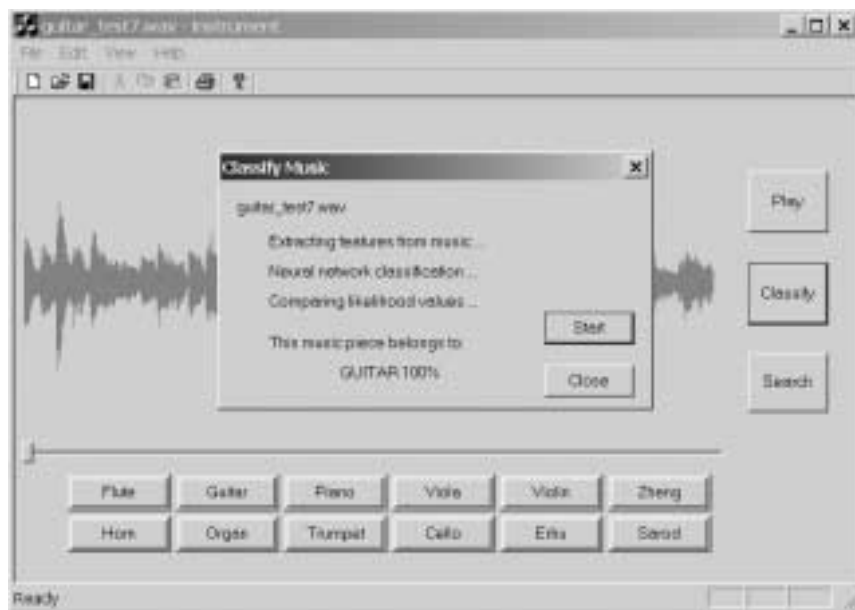 guitar_test7.wav - Instrument
File Edit View Help
Classify Music
guitar_test7.wav
Extracting features from music ...
Neural network classification ...
Comparing likelihood values ...
This music piece belongs to
GUITAR 100%
Start
Close
Play
Classify
Search
Flute Guitar Piano Viola Violin Zheng
Horn Organ Trumpet Cello Erhu Sarod
Ready